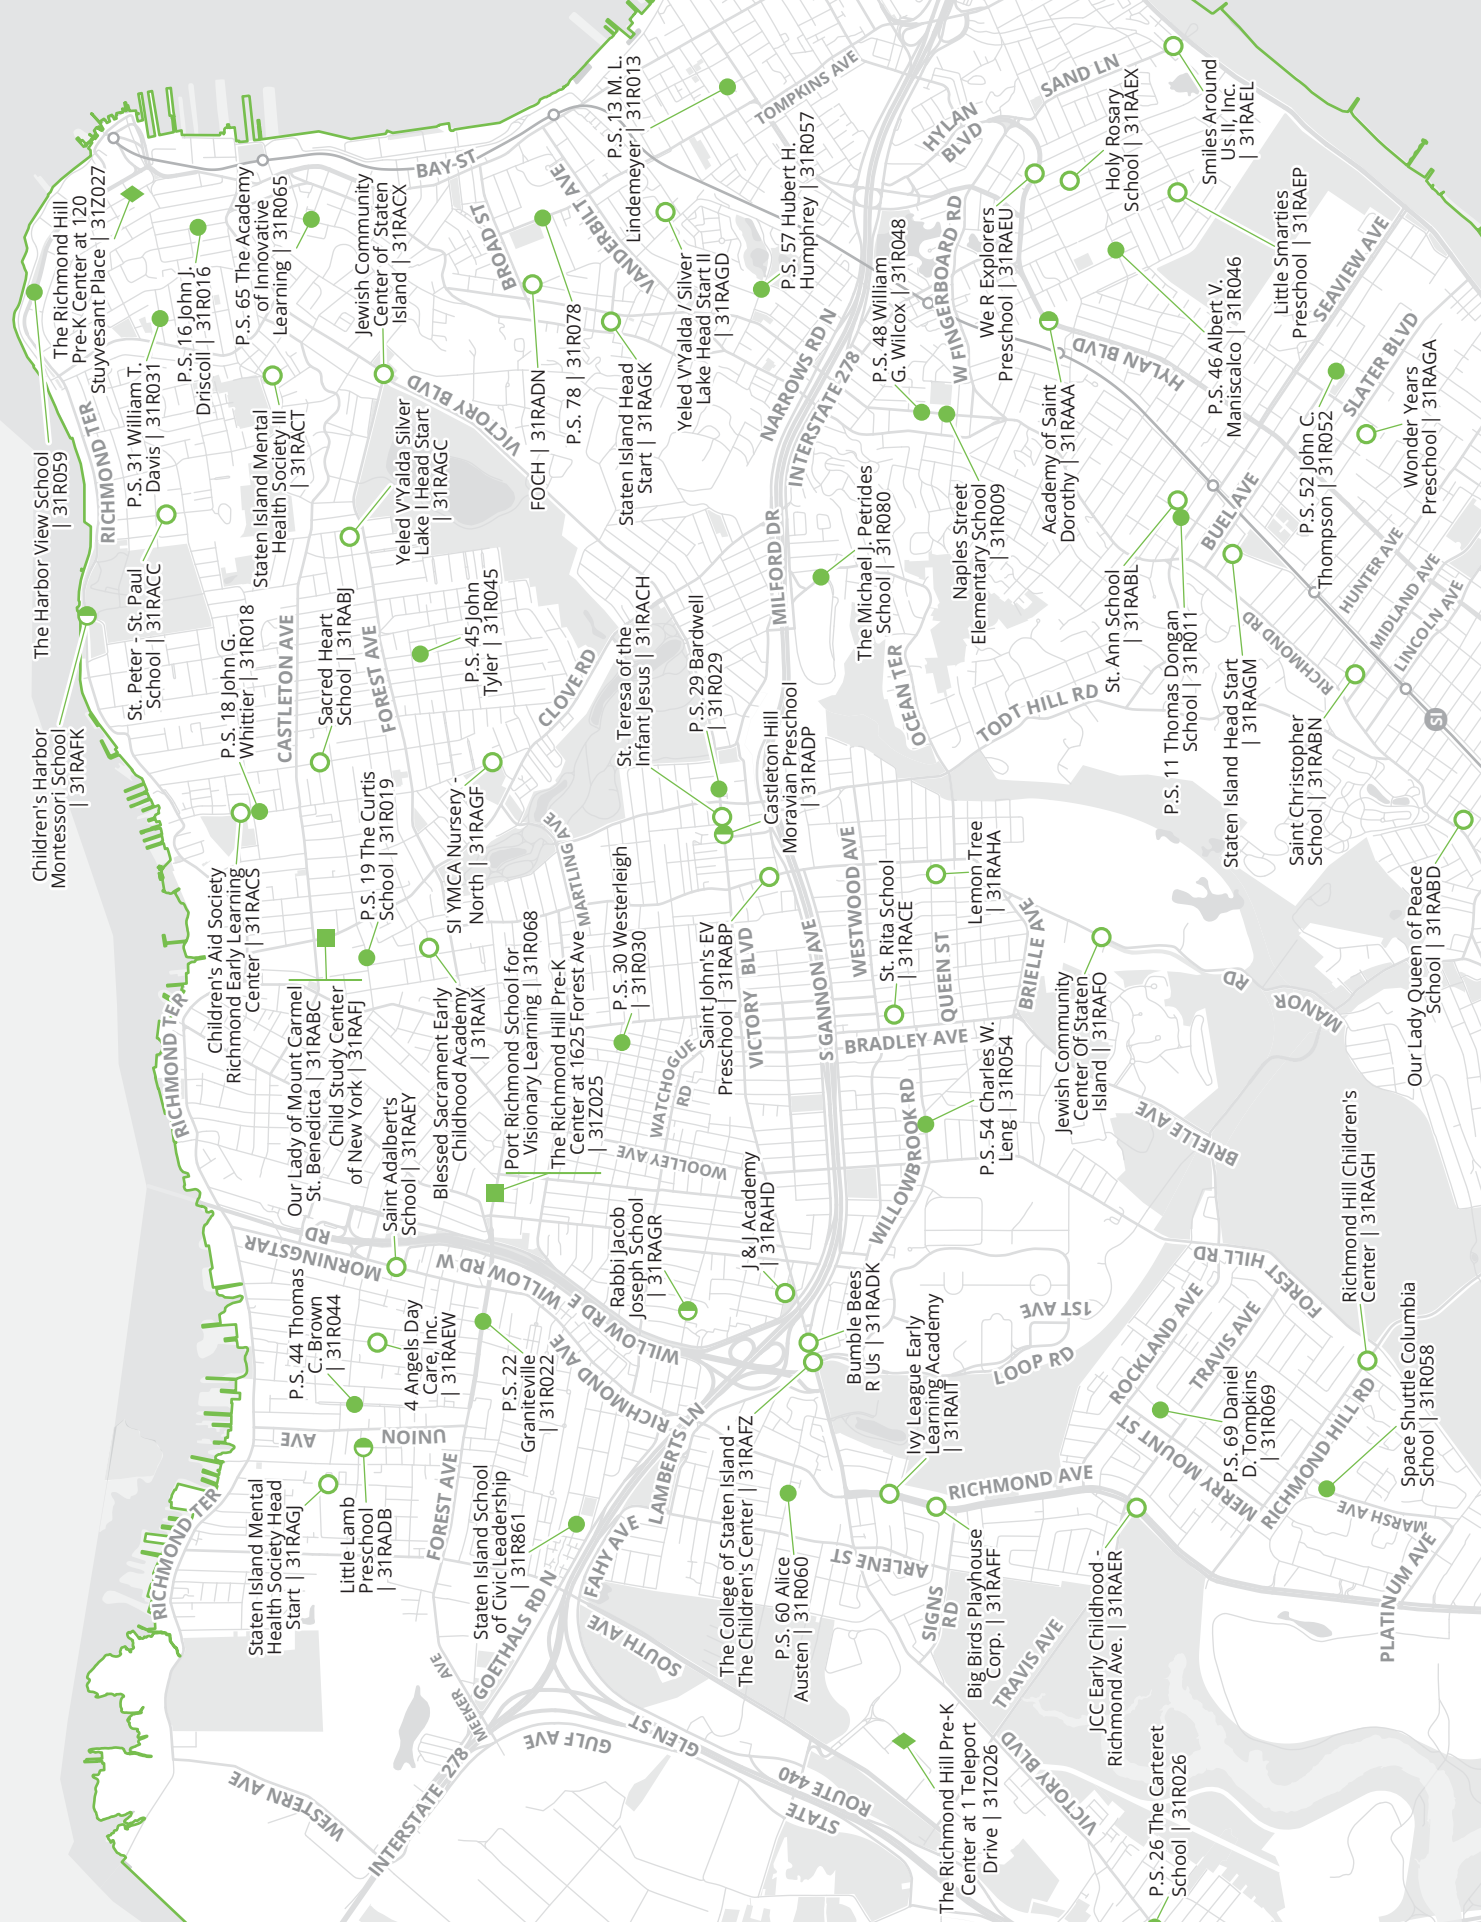 The Harbor View School
| 31R059
The Richmond Hill
Pre-K Center at 120
Stuyvesant Place | 31Z027
RICHMOND TER
P.S. 31 William T.
Davis | 31R031
P.S. 16 John J.
Driscoll | 31R016
P.S. 65 The Academy
of Innovative
Learning | 31R065
Staten Island Mental
Health Society III
| 31RACT
Jewish Community
Center of Staten
Island | 31RACX
BAY ST
BROAD ST
VICTORY BLVD
Yeled V'Yalda Silver
Lake I Head Start
| 31RAGC
FOCH | 31RADN
P.S. 78 | 31R078
VANDERBILT AVE
P.S. 13 M. L.
Lindemeyer | 31R013
Staten Island Head
Start | 31RAGK
Yeled V'Yalda / Silver
Lake Head Start II
| 31RAGD
TOMPKINS AVE
P.S. 57 Hubert H.
Humphrey | 31R057
NARROWS RD N
INTERSTATE 278
P.S. 48 William
G. Wilcox | 31R048
HYLAN
BLVD
W FINGERBOARD RD
We R Explorers
Preschool | 31RAEU
SAND LN
Holy Rosary
School | 31RAEX
Smiles Around
Us II, Inc.
| 31RAEL
Little Smarties
Preschool | 31RAEP
HYLAN BLVD
P.S. 46 Albert V.
Maniscalco | 31R046
SEAVIEW AVE
SLATER BLVD
Wonder Years
Preschool | 31RAGA
P.S. 52 John C.
Thompson | 31R052
Academy of Saint
Dorothy | 31RAAA
Naples Street
Elementary School
| 31R009
The Michael J. Petrides
School | 31R080
MILFORD DR
BUEL AVE
HUNTER AVE
MIDLAND AVE
LINCOLN AVE
RICHMOND RD
SI
St. Ann School
| 31RABL
P.S. 11 Thomas Dongan
School | 31R011
Staten Island Head Start
| 31RAGM
Saint Christopher
School | 31RABN
OCEAN TER
TODT HILL RD
Children's Harbor
Montessori School
| 31RAFK
St. Peter - St. Paul
School | 31RACC
P.S. 18 John G.
Whittier | 31R018
CASTLETON AVE
Sacred Heart
School | 31RABJ
FOREST AVE
P.S. 45 John
Tyler | 31R045
CLOVE RD
St. Teresa of the
Infant Jesus | 31RACH
P.S. 29 Bardwell
| 31R029
Castleton Hill
Moravian Preschool
| 31RADP
Children's Aid Society
Richmond Early Learning
Center | 31RACS
P.S. 19 The Curtis
School | 31R019
SI YMCA Nursery -
North | 31RAGF
MARTLING AVE
P.S. 30 Westerleigh
| 31R030
Saint John's EV
Preschool | 31RABP
VICTORY BLVD
S GANNON AVE
WESTWOOD AVE
St. Rita School
| 31RACE
Lemon Tree
| 31RAHA
QUEEN ST
BRIELLE AVE
BRADLEY AVE
MANOR RD
Our Lady Queen of Peace
School | 31RABD
RICHMOND TER
Our Lady of Mount Carmel
St. Benedicta | 31RABC
Child Study Center
of New York | 31RAFJ
Saint Adalbert's
School | 31RAEY
Blessed Sacrament Early
Childhood Academy
| 31RAIX
Port Richmond School for
Visionary Learning | 31R068
The Richmond Hill Pre-K
Center at 1625 Forest Ave
| 31Z025
WATCHOGUE
RD
WOOLLEY AVE
J & J Academy
| 31RAHD
WILLOWBROOK RD
P.S. 54 Charles W.
Leng | 31R054
Jewish Community
Center Of Staten
Island | 31RAFO
BRIELLE AVE
Richmond Hill Children's
Center | 31RAGH
MORNINGSTAR
RD
WILLOW RD W
WILLOW RD E
Rabbi Jacob
Joseph School
| 31RAGR
P.S. 44 Thomas
C. Brown
| 31R044
4 Angels Day
Care, Inc.
| 31RAEW
P.S. 22
Graniteville
| 31R022
RICHMOND AVE
Bumble Bees
R Us | 31RADK
Ivy League Early
Learning Academy
| 31RAIT
1ST AVE
LOOP RD
FOREST HILL RD
ROCKLAND AVE
TRAVIS AVE
P.S. 69 Daniel
D. Tompkins
| 31R069
MERRY MOUNT ST
RICHMOND HILL RD
Space Shuttle Columbia
School | 31R058
MARSH AVE
PLATINUM AVE
UNION AVE
FOREST AVE
RICHMOND TER
Staten Island Mental
Health Society Head
Start | 31RAGJ
Little Lamb
Preschool
| 31RADB
Staten Island School
of Civic Leadership
| 31R861
LAMBERTS LN
FAHY AVE
GOETHALS RD N
SOUTH AVE
The College of Staten Island -
The Children's Center | 31RAFZ
P.S. 60 Alice
Austen | 31R060
ARLENE ST
RICHMOND AVE
SIGNS
RD
Big Birds Playhouse
Corp. | 31RAFF
TRAVIS AVE
JCC Early Childhood -
Richmond Ave. | 31RAER
MEEKER AVE
GULF AVE
GLEN ST
WESTERN AVE
INTERSTATE 278
STATE
ROUTE 440
The Richmond Hill Pre-K
Center at 1 Teleport
Drive | 31Z026
VICTORY BLVD
P.S. 26 The Carteret
School | 31R026